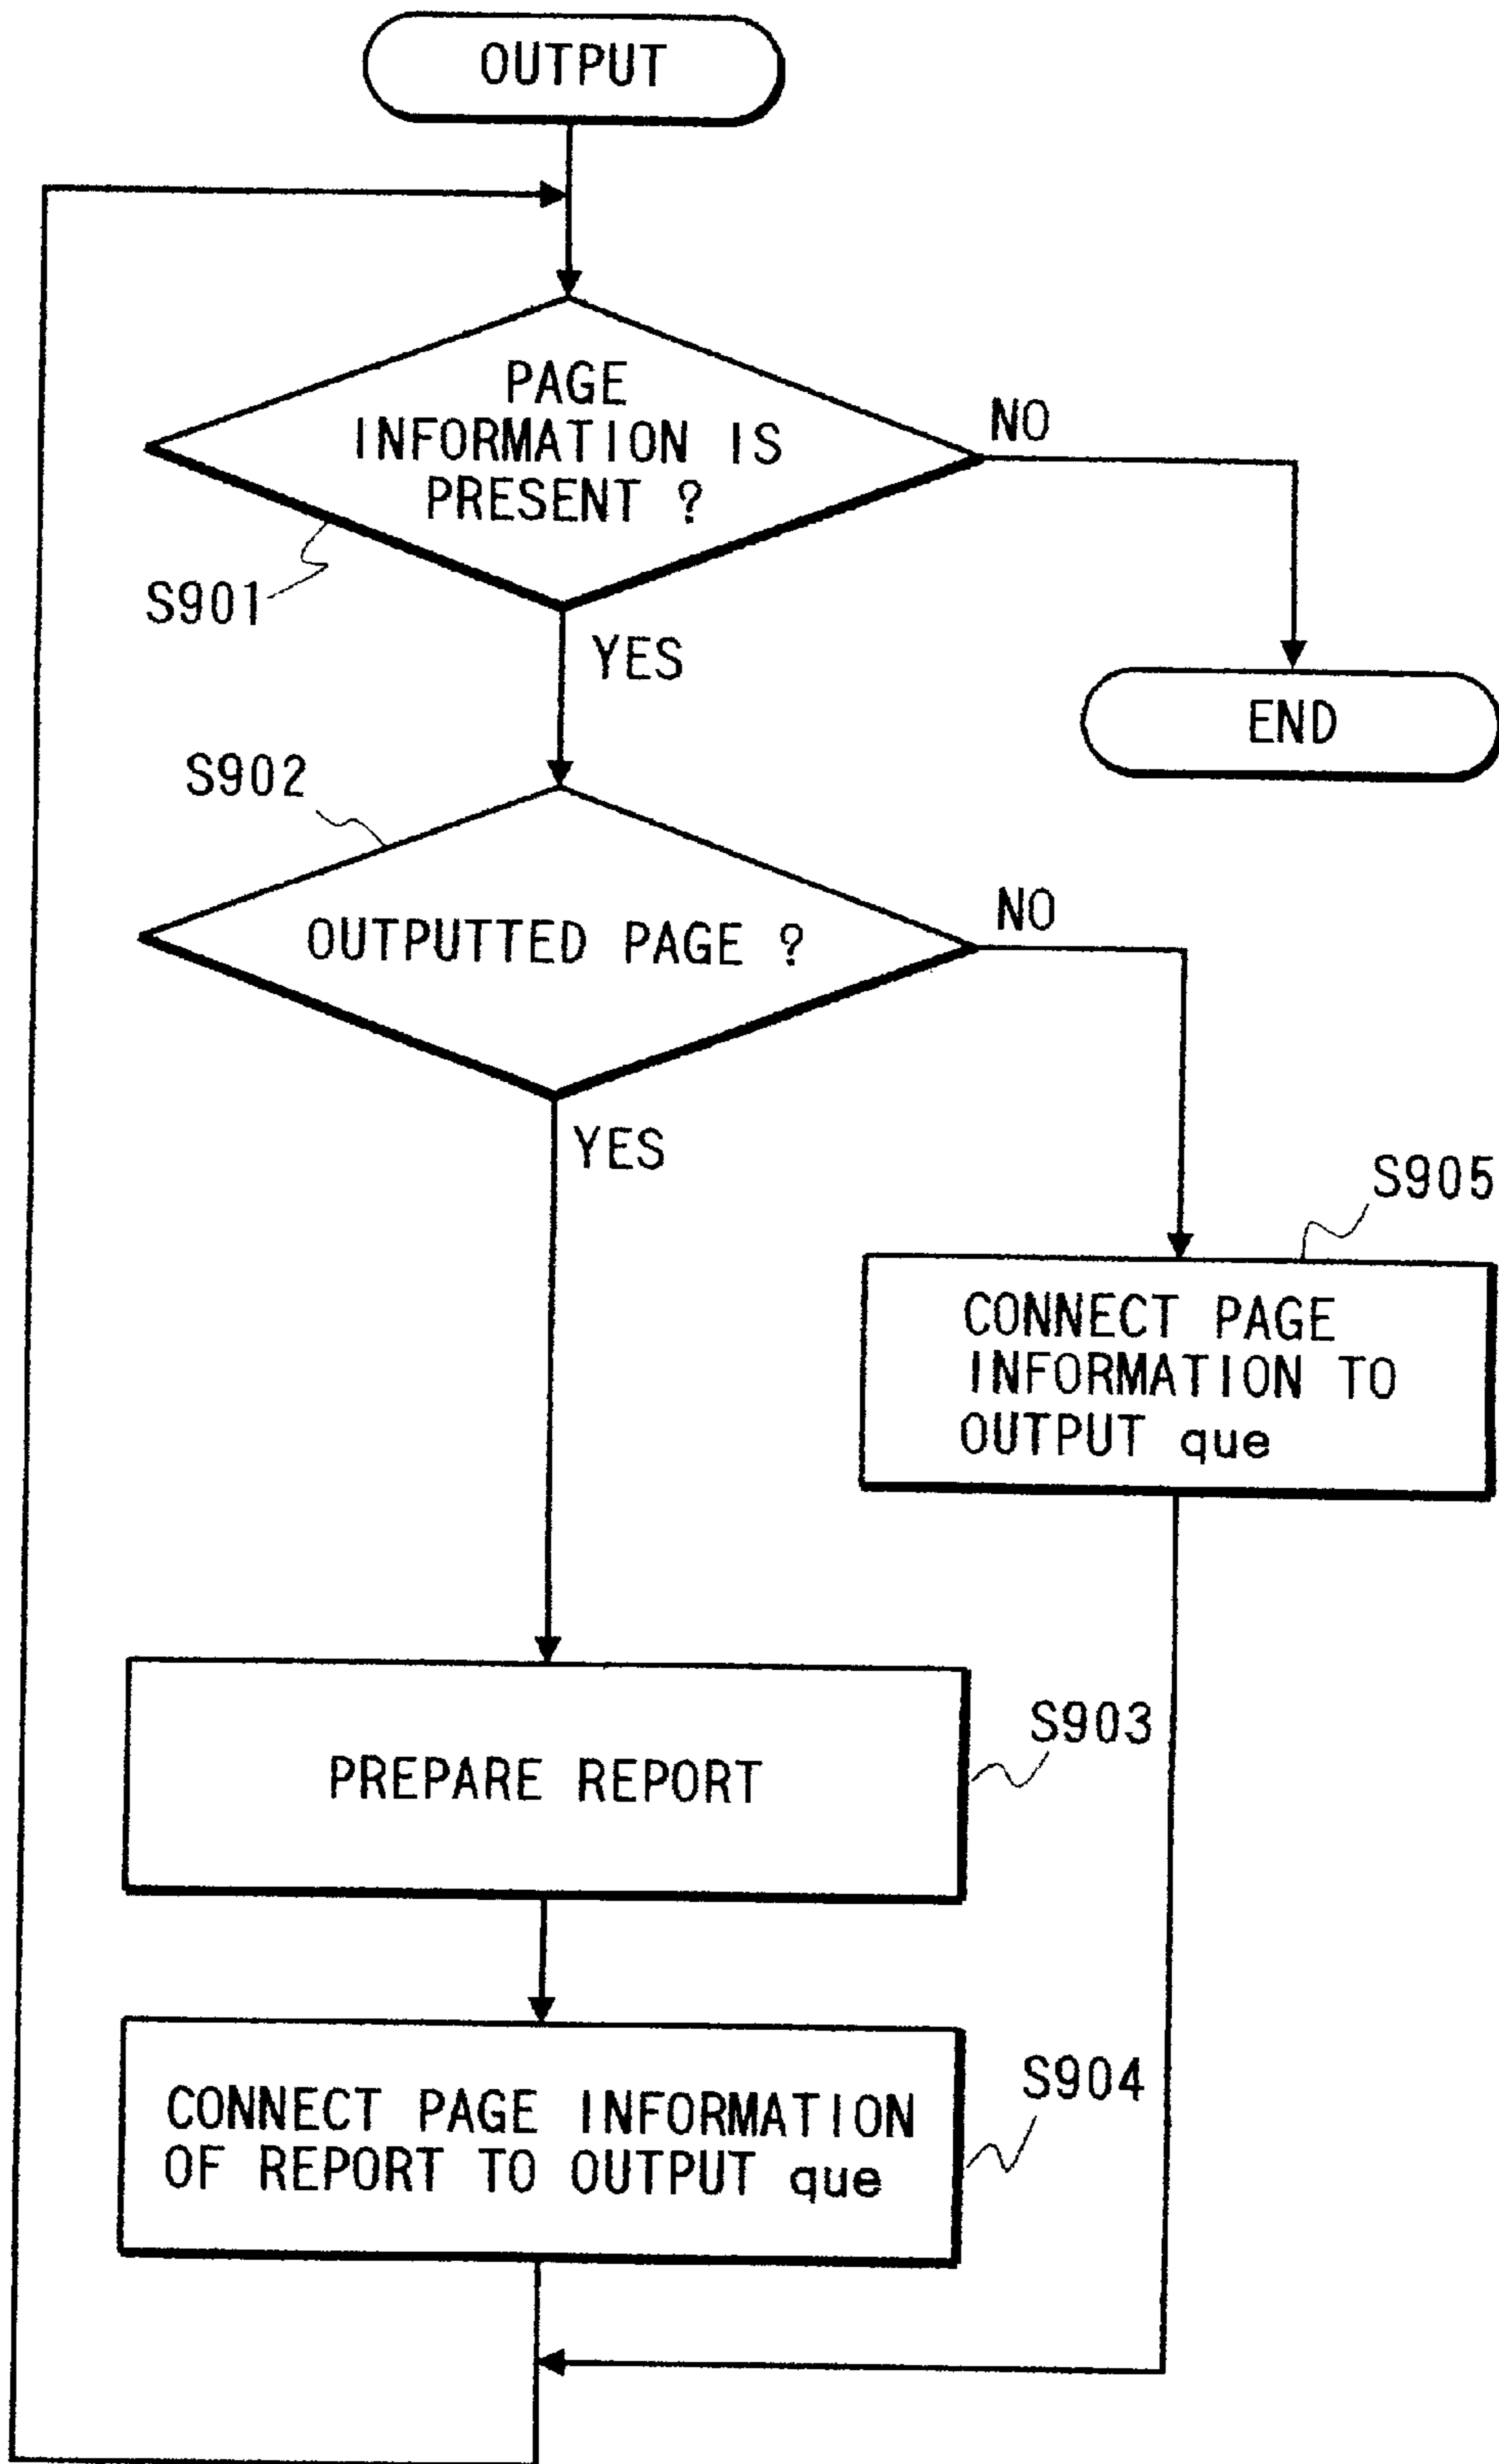 OUTPUT
PAGE
INFORMATION IS
PRESENT ?
NO
S901
YES
END
S902
OUTPUTTED PAGE ?
NO
YES
S905
CONNECT PAGE
INFORMATION TO
OUTPUT que
PREPARE REPORT
S903
CONNECT PAGE INFORMATION
OF REPORT TO OUTPUT que
S904